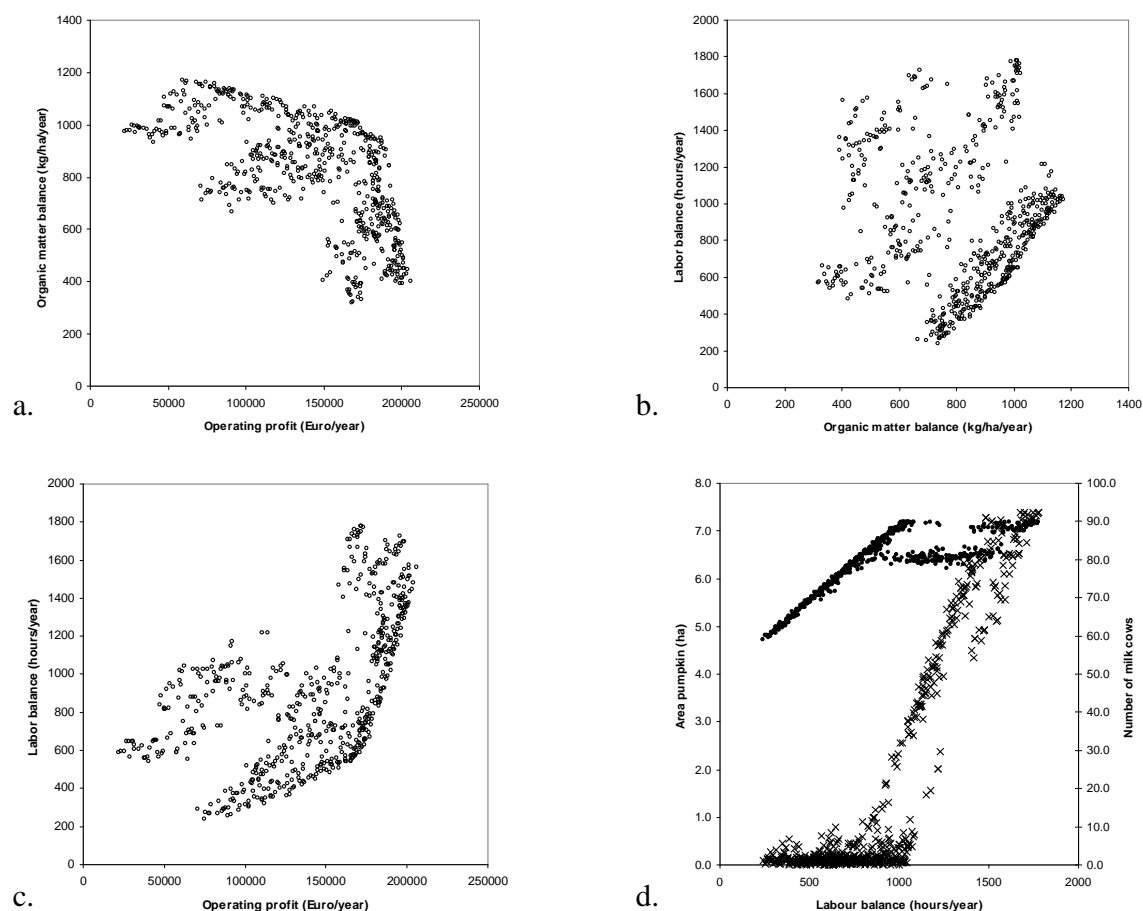 1400
1200
1000
800
600
400
200
0
Organic matter balance (kg/ha/year)
0 50000 100000 150000 200000 250000
Operating profit (Euro/year)
a.
2000
1800
1600
1400
1200
1000
800
600
400
200
0
Labor balance (hours/year)
0 200 400 600 800 1000 1200 1400
Organic matter balance (kg/ha/year)
b.
2000
1800
1600
1400
1200
1000
800
600
400
200
0
Labor balance (hours/year)
0 50000 100000 150000 200000 250000
Operating profit (Euro/year)
c.
8.0
7.0
6.0
5.0
4.0
3.0
2.0
1.0
0.0
Area pumpkin (ha)
100.0
90.0
80.0
70.0
60.0
50.0
40.0
30.0
20.0
10.0
0.0
Number of milk cows
0 500 1000 1500 2000
Labour balance (hours/year)
d.